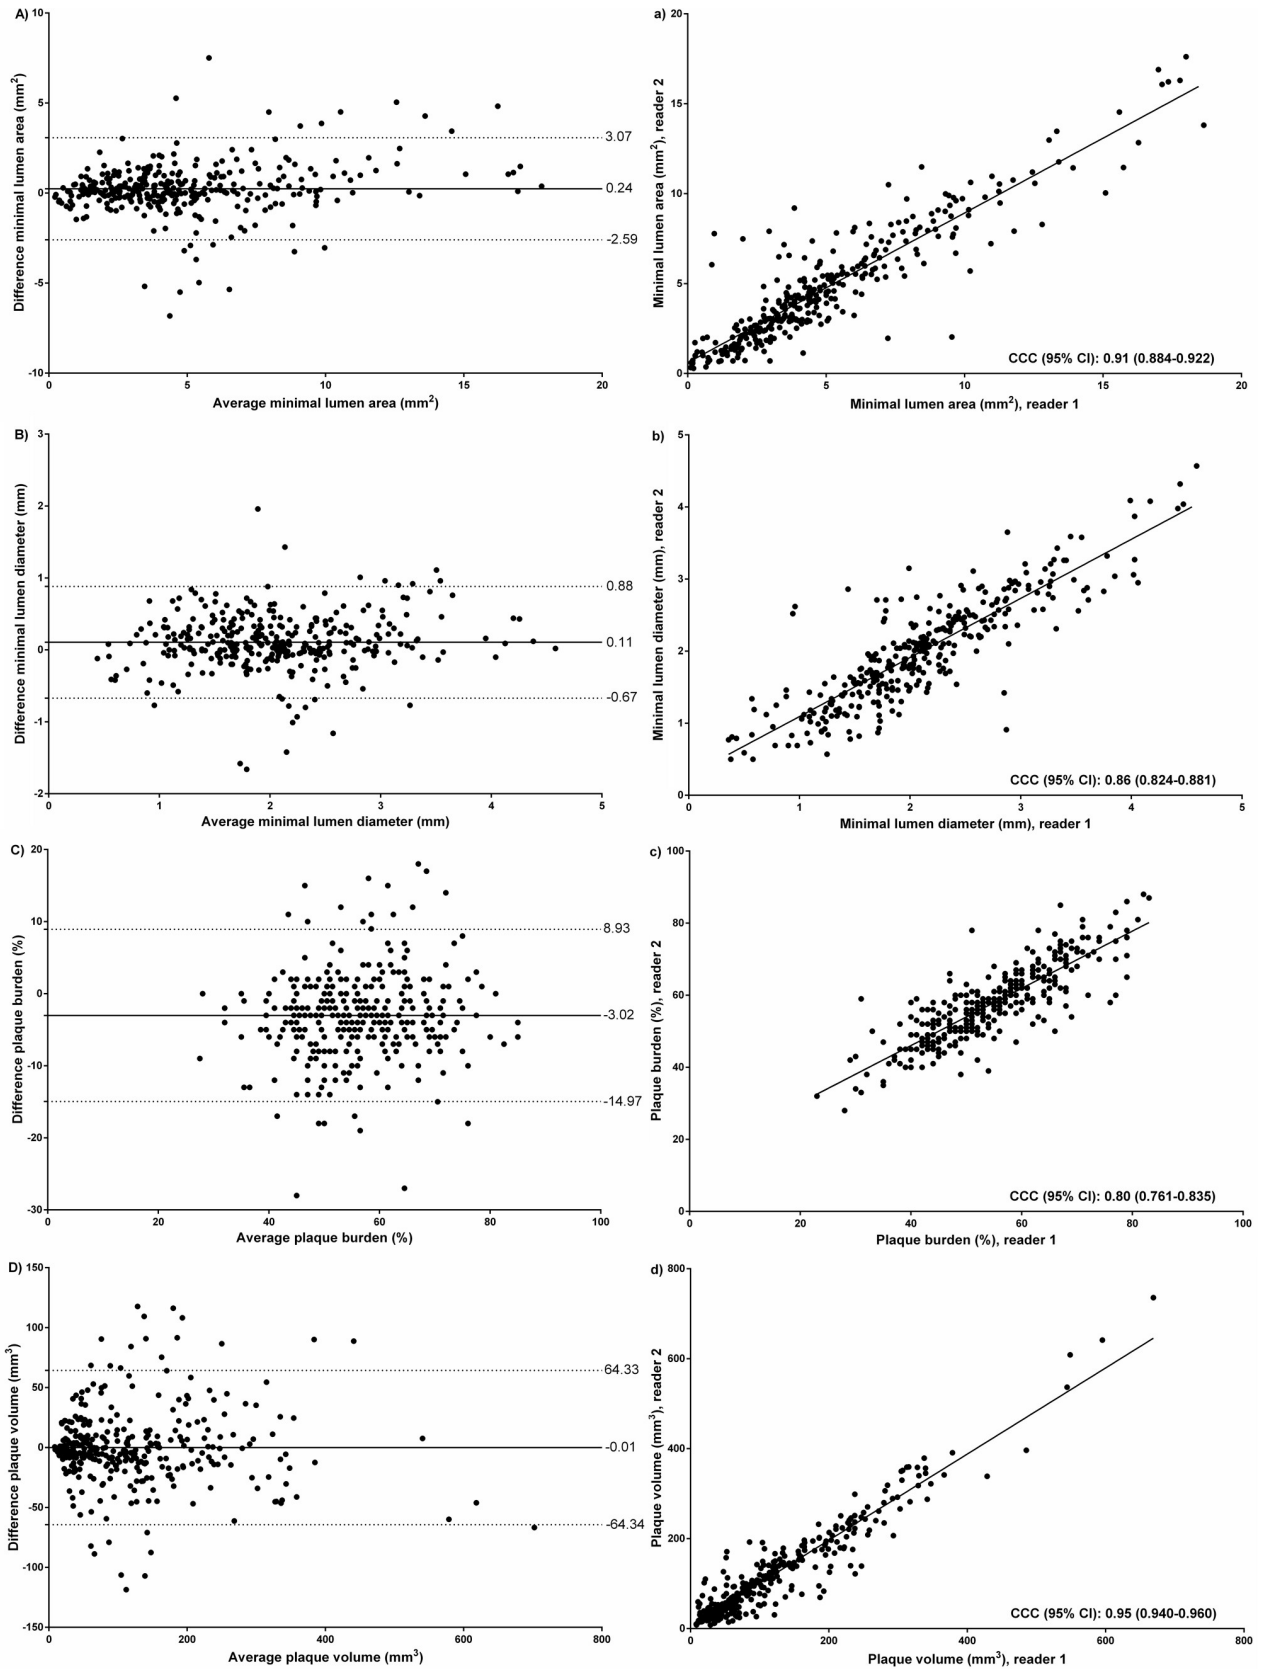 A)
10
5
0
-5
-10
Difference minimal lumen area (mm²)
3.07
0.24
-2.59
0 5 10 15 20
Average minimal lumen area (mm²)
a)
20
15
10
5
0
Minimal lumen area (mm²), reader 2
CCC (95% CI): 0.91 (0.884-0.922)
0 5 10 15 20
Minimal lumen area (mm²), reader 1
B)
3
2
1
0
-1
-2
Difference minimal lumen diameter (mm)
0.88
0.11
-0.67
0 1 2 3 4 5
Average minimal lumen diameter (mm)
b)
5
4
3
2
1
0
Minimal lumen diameter (mm), reader 2
CCC (95% CI): 0.86 (0.824-0.881)
0 1 2 3 4 5
Minimal lumen diameter (mm), reader 1
C)
20
10
0
-10
-20
-30
Difference plaque burden (%)
8.93
-3.02
-14.97
0 20 40 60 80 100
Average plaque burden (%)
c)
100
80
60
40
20
0
Plaque burden (%), reader 2
CCC (95% CI): 0.80 (0.761-0.835)
0 20 40 60 80 100
Plaque burden (%), reader 1
D)
150
100
50
0
-50
-100
-150
Difference plaque volume (mm³)
64.33
-0.01
-64.34
0 200 400 600 800
Average plaque volume (mm³)
d)
800
600
400
200
0
Plaque volume (mm³), reader 2
CCC (95% CI): 0.95 (0.940-0.960)
0 200 400 600 800
Plaque volume (mm³), reader 1